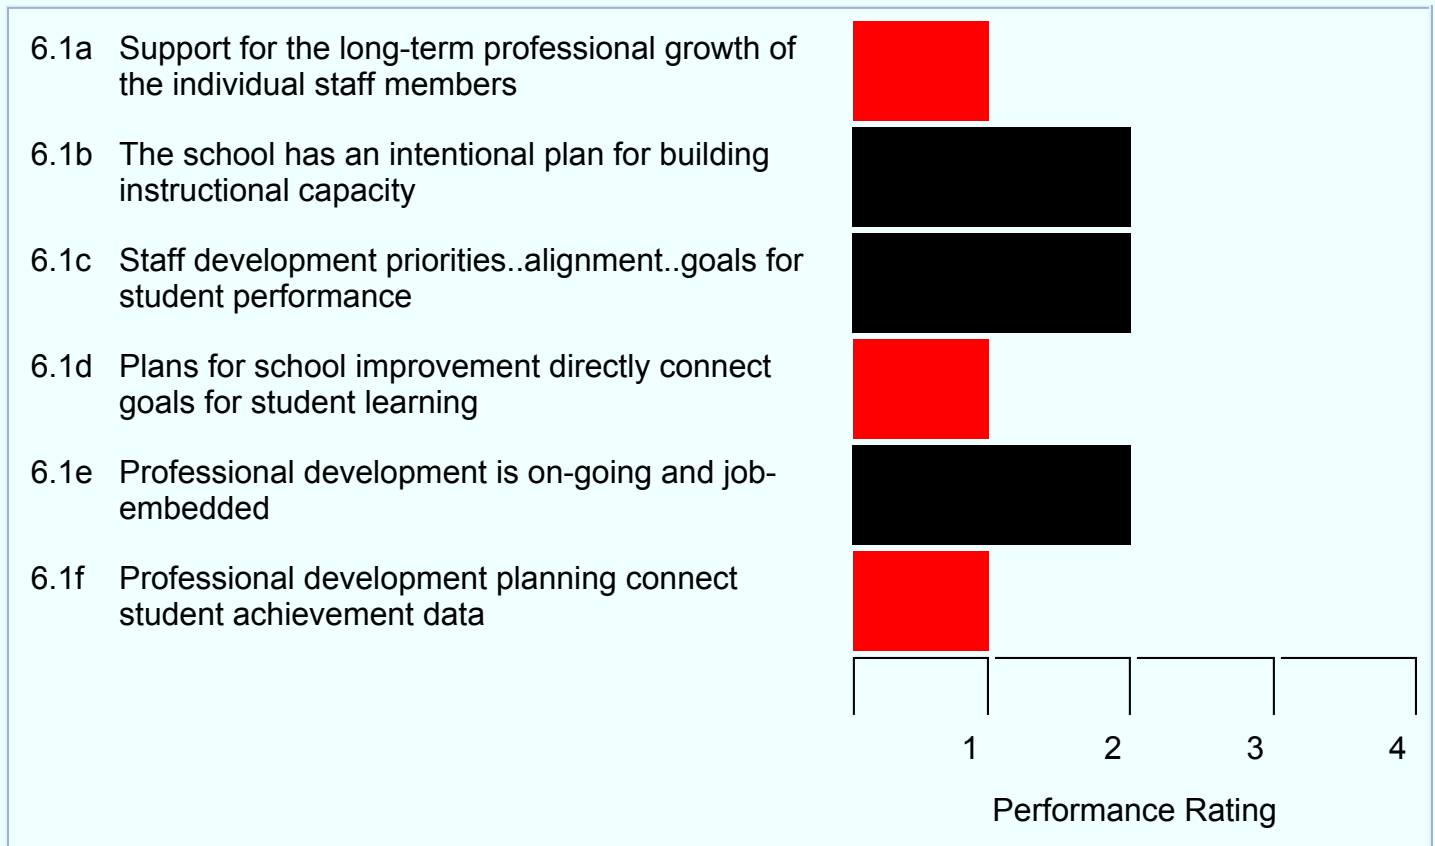 6.1a Support for the long-term professional growth of
the individual staff members
6.1b The school has an intentional plan for building
instructional capacity
6.1c Staff development priorities..alignment..goals for
student performance
6.1d Plans for school improvement directly connect
goals for student learning
6.1e Professional development is on-going and job-
embedded
6.1f Professional development planning connect
student achievement data
1 2 3 4
Performance Rating